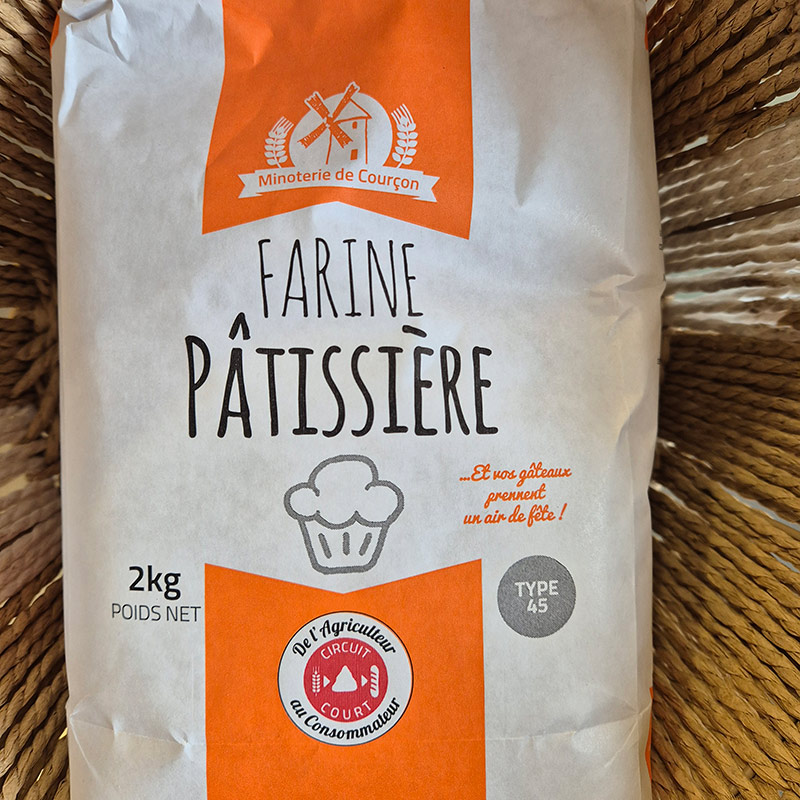 Minoterie de Courçon
FARINE
PÂTISSIÈRE
...Et vos gâteaux
prennent
un air de fête !
2kg
POIDS NET
TYPE
45
De l'Agriculteur
CIRCUIT
COURT
au Consommateur